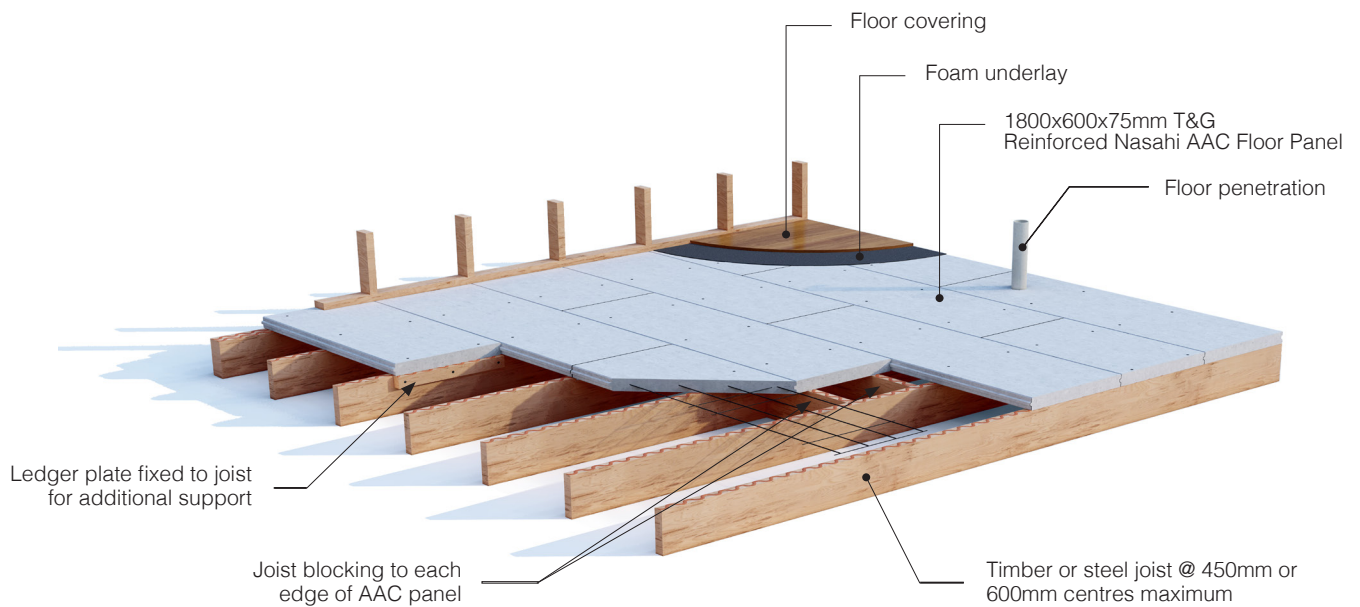 Floor covering
Foam underlay
1800x600x75mm T&G
Reinforced Nasahi AAC Floor Panel
Floor penetration
Ledger plate fixed to joist
for additional support
Joist blocking to each
edge of AAC panel
Timber or steel joist @ 450mm or
600mm centres maximum